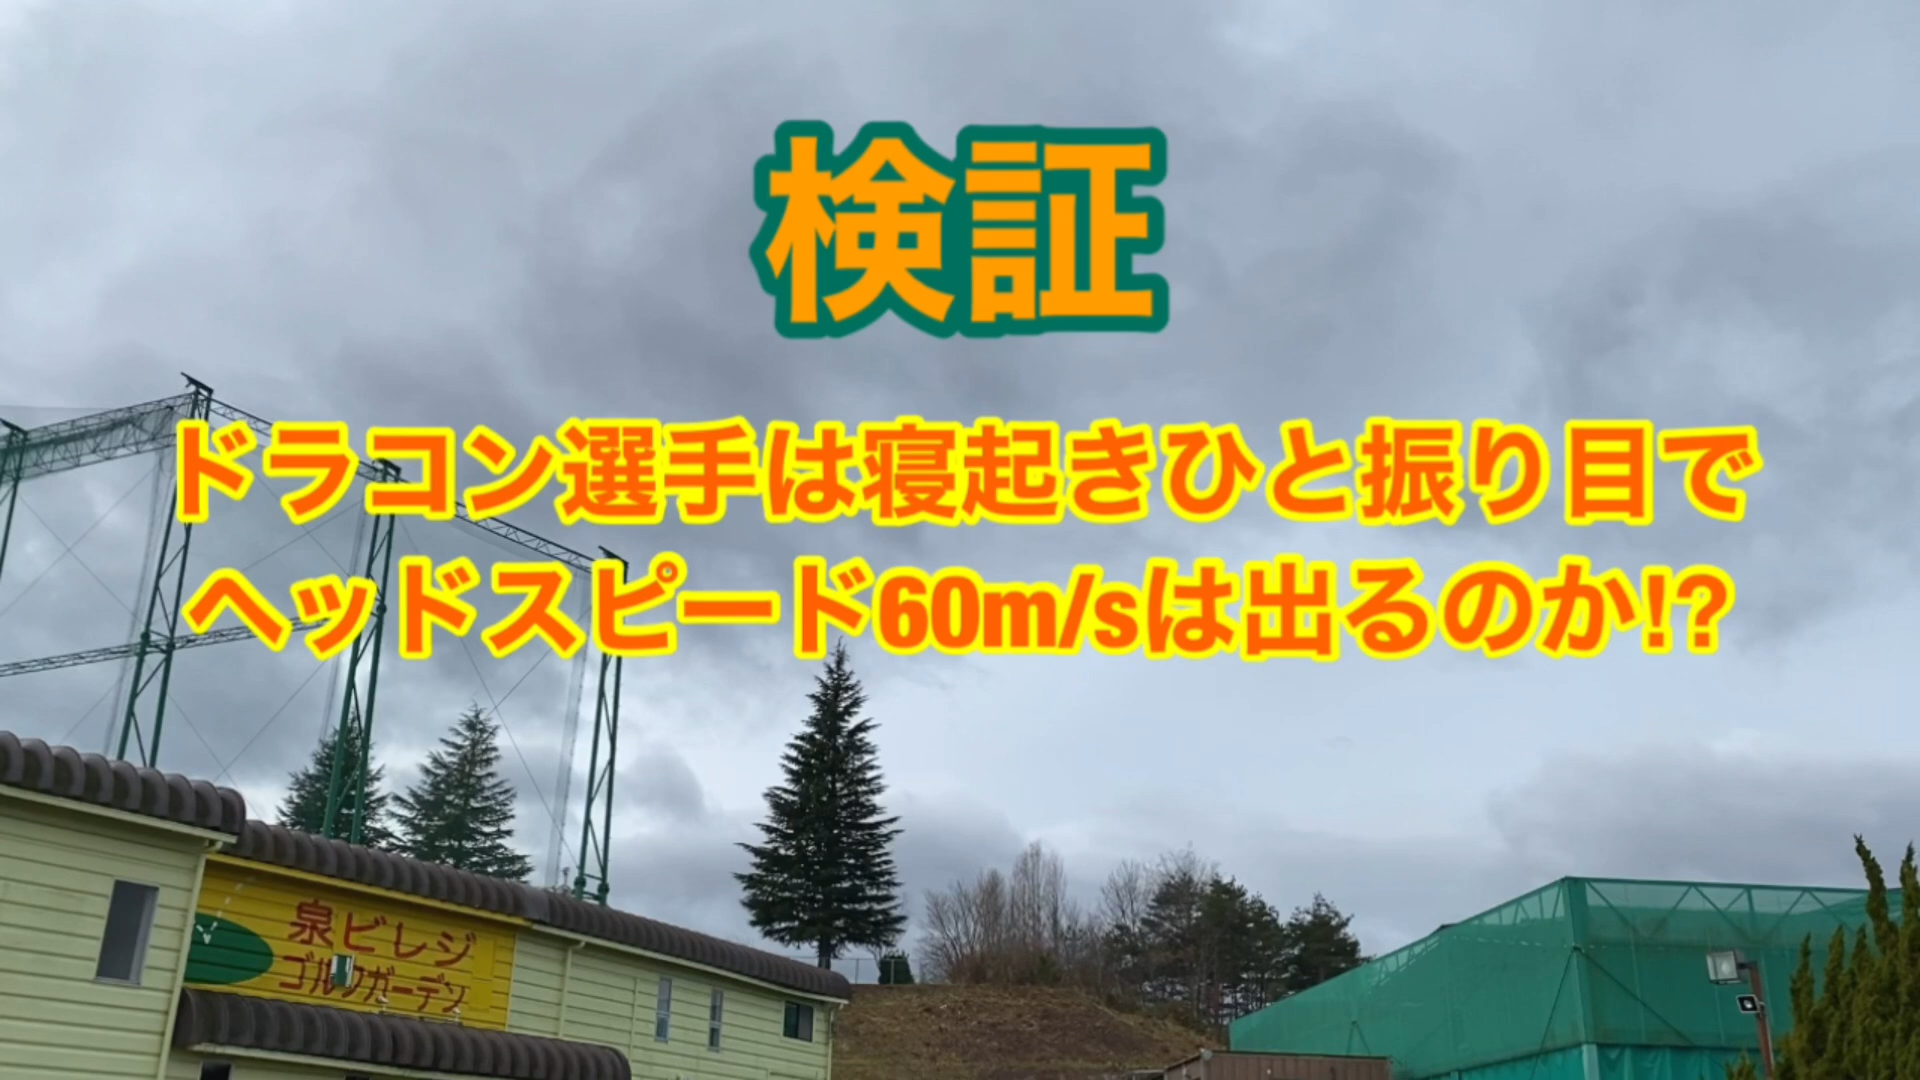 検証
ドラコン選手は寝起きひと振り目で
ヘッドスピード60m/sは出るのか!?
泉ビレジ
ゴルフガーデン